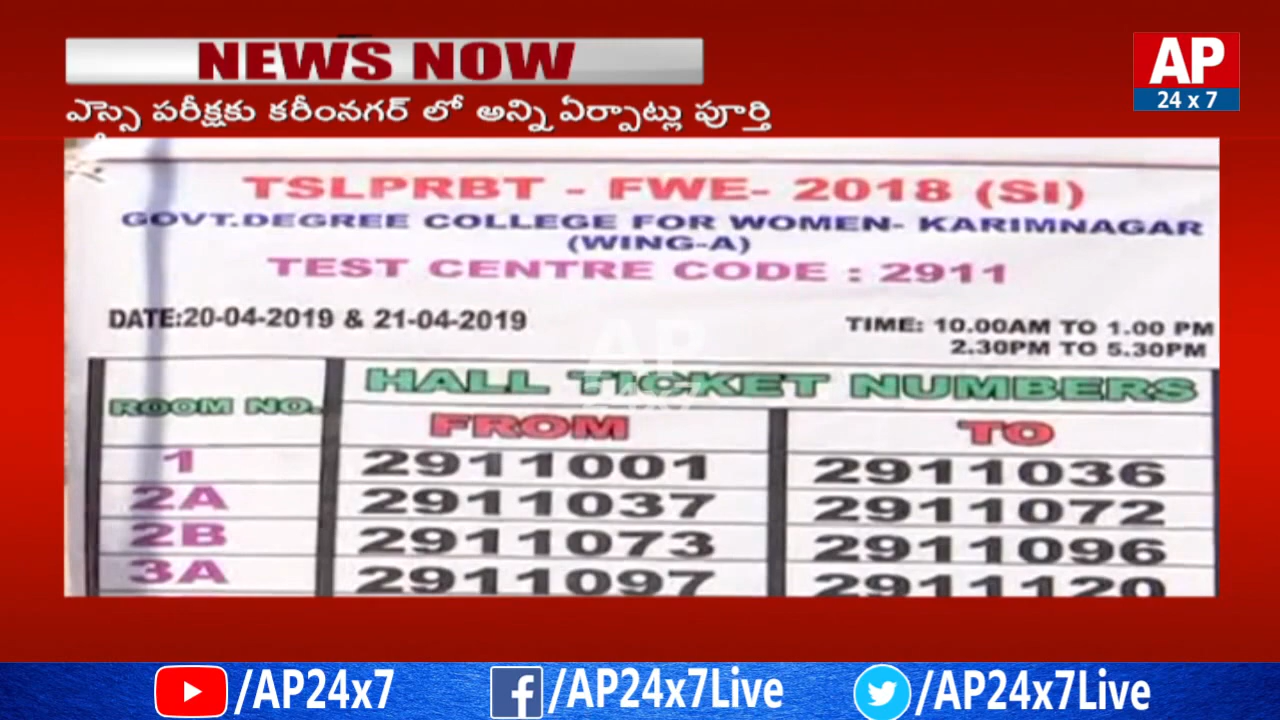 NEWS NOW
AP
24 x 7
ఎస్సై పరీక్షకు కరీంనగర్ లో అన్ని ఏర్పాట్లు పూర్తి
TSLPRBT - FWE- 2018 (SI)
GOVT.DEGREE COLLEGE FOR WOMEN- KARIMNAGAR
(WING-A)
TEST CENTRE CODE : 2911
DATE:20-04-2019 & 21-04-2019
TIME: 10.00AM TO 1.00 PM
2.30PM TO 5.30PM
AP
24x7
ROOM NO. HALL TICKET NUMBERS
FROM TO
1 2911001 2911036
2A 2911037 2911072
2B 2911073 2911096
3A 2911097 2911120
/AP24x7 /AP24x7Live /AP24x7Live